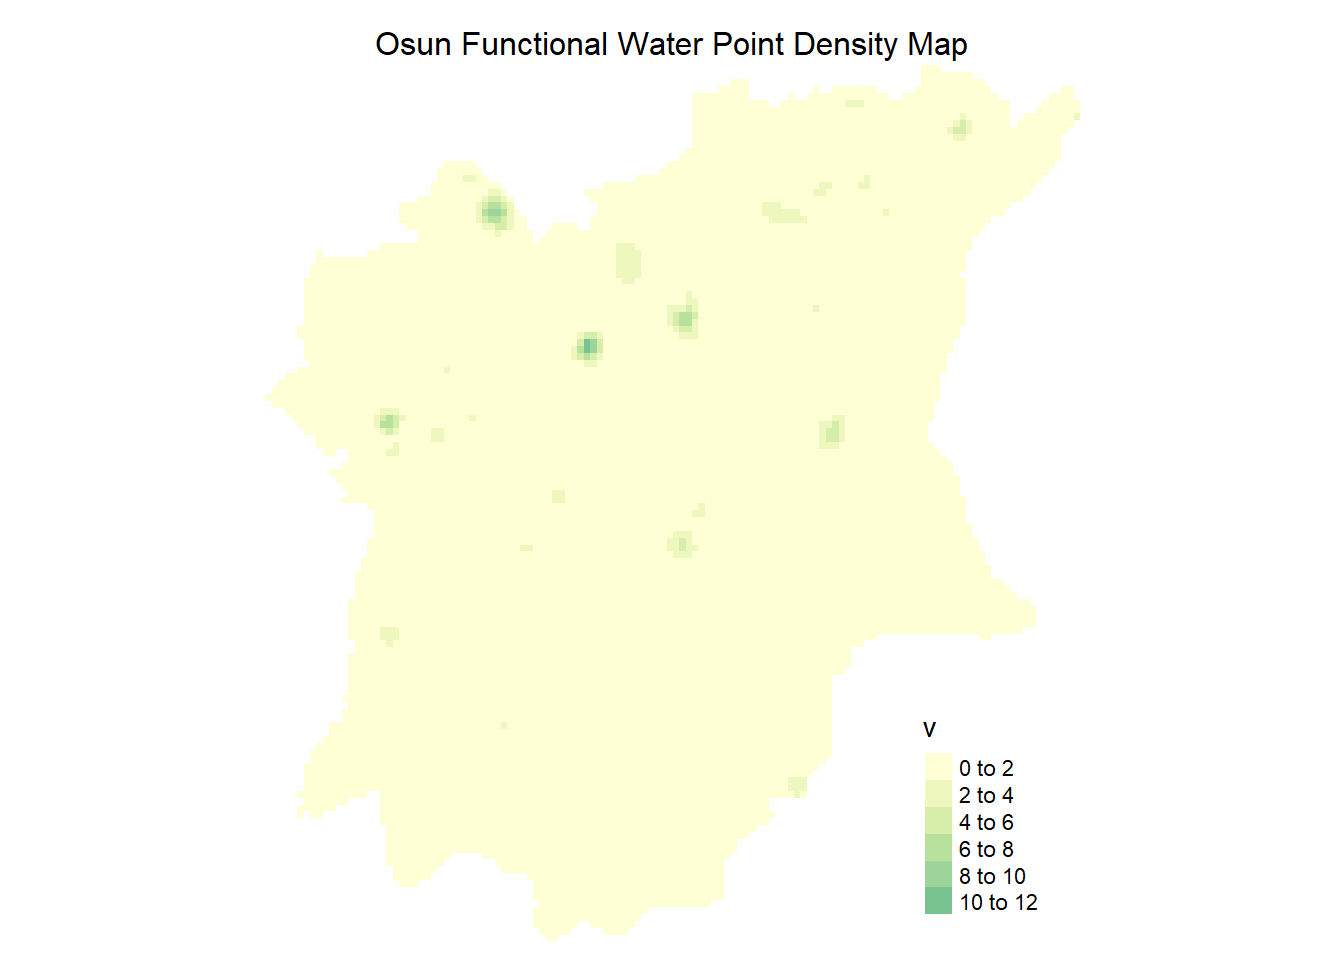 Osun Functional Water Point Density Map
v
0 to 2
2 to 4
4 to 6
6 to 8
8 to 10
10 to 12